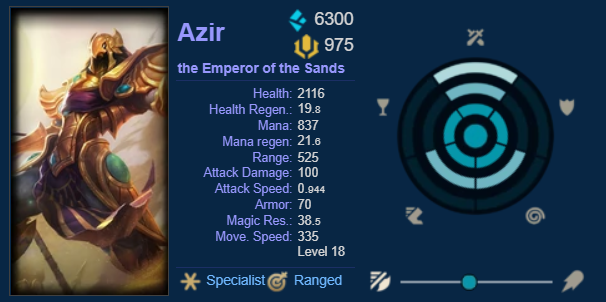 Azir
6300
975
the Emperor of the Sands
Health: 2116
Health Regen.: 19.8
Mana: 837
Mana regen: 21.6
Range: 525
Attack Damage: 100
Attack Speed: 0.944
Armor: 70
Magic Res.: 38.5
Move. Speed: 335
Level 18
Specialist Ranged